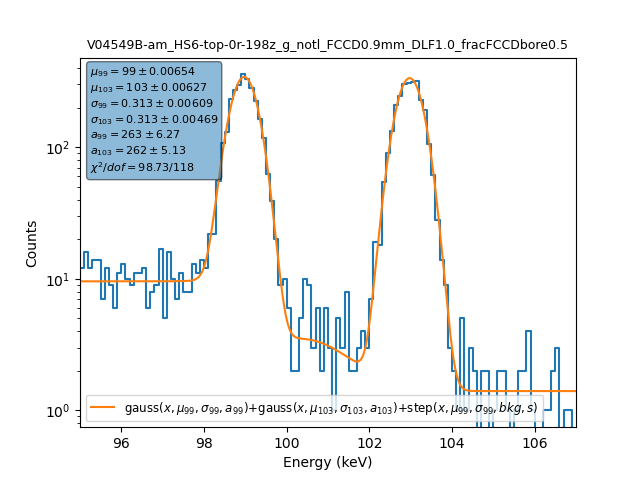 V04549B-am_HS6-top-0r-198z_g_notl_FCCD0.9mm_DLF1.0_fracFCCDbore0.5
μ₉₉ = 99 ± 0.00654
μ₁₀₃ = 103 ± 0.00627
σ₉₉ = 0.313 ± 0.00609
σ₁₀₃ = 0.313 ± 0.00469
a₉₉ = 263 ± 6.27
a₁₀₃ = 262 ± 5.13
χ²/dof = 98.73/118
10²
10¹
10⁰
Counts
gauss(x, μ₉₉, σ₉₉, a₉₉)+gauss(x, μ₁₀₃, σ₁₀₃, a₁₀₃)+step(x, μ₉₉, σ₉₉, bkg, s)
96 98 100 102 104 106
Energy (keV)